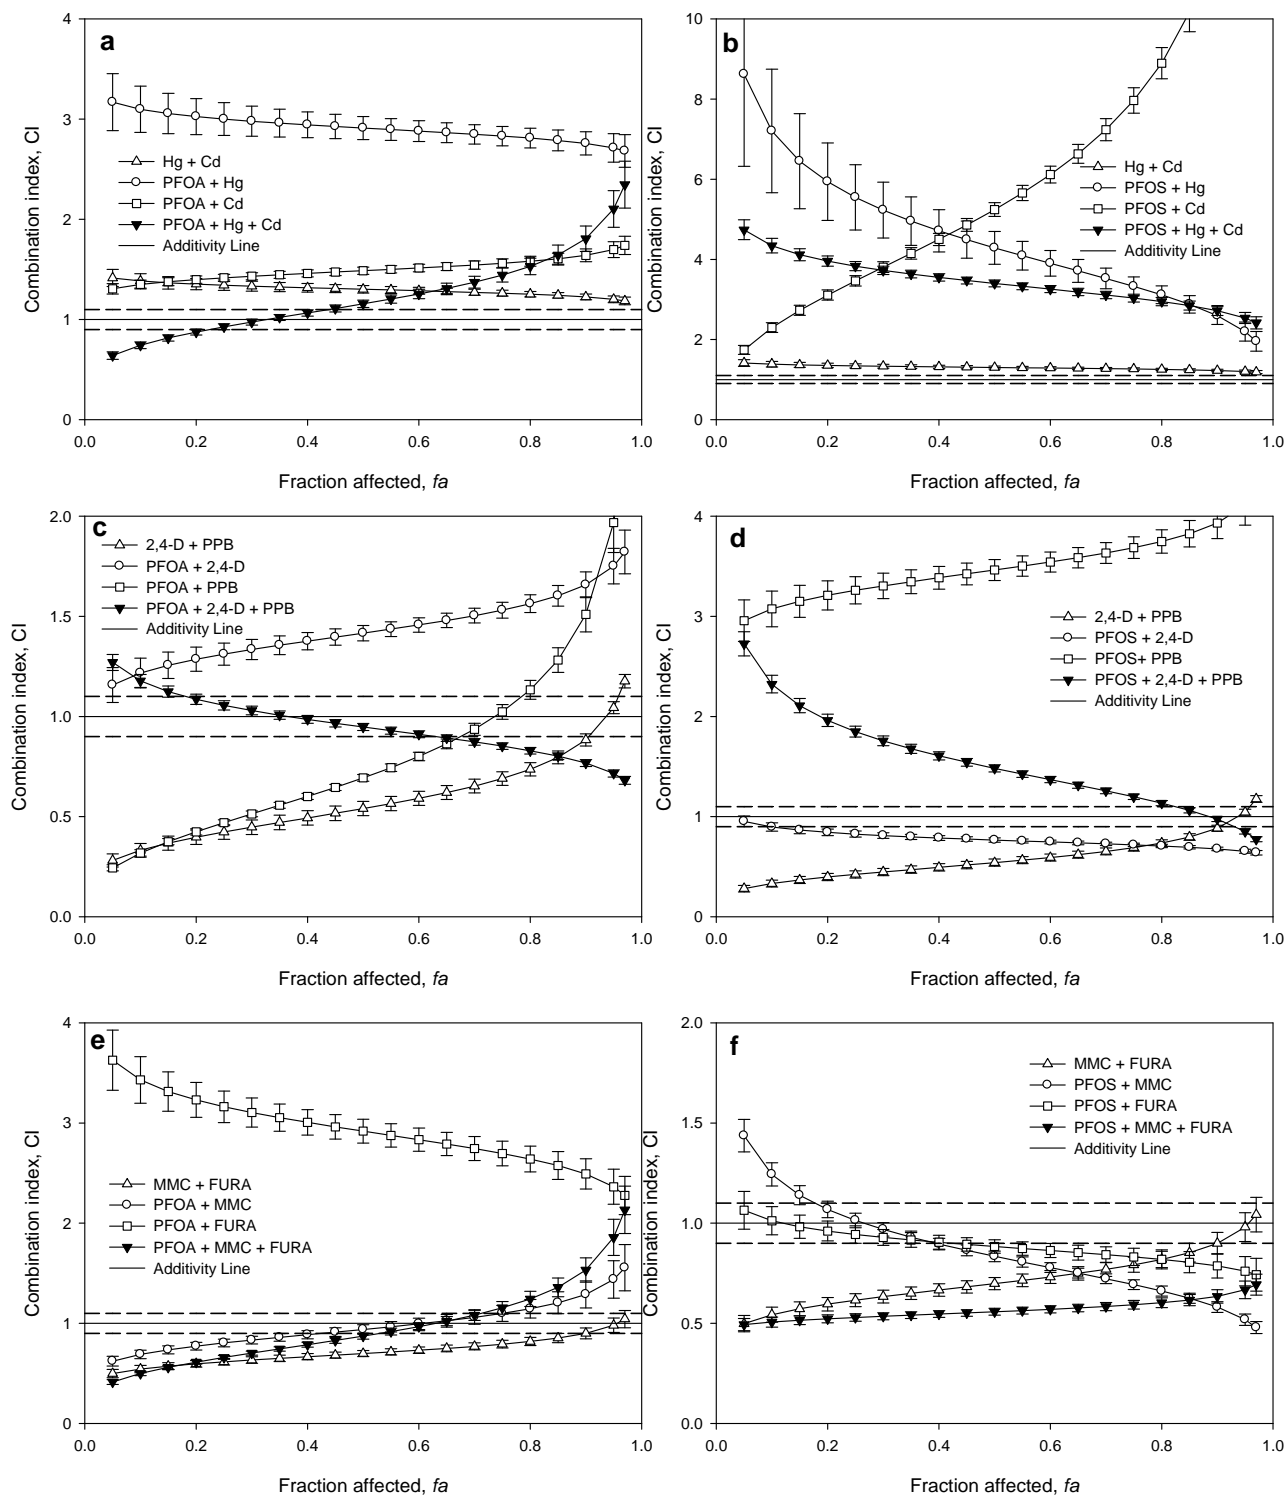 a
Combination index, CI
4
3
2
1
0
Hg + Cd
PFOA + Hg
PFOA + Cd
PFOA + Hg + Cd
Additivity Line
0.0 0.2 0.4 0.6 0.8 1.0
Fraction affected, fa
b
Combination index, CI
10
8
6
4
2
0
Hg + Cd
PFOS + Hg
PFOS + Cd
PFOS + Hg + Cd
Additivity Line
0.0 0.2 0.4 0.6 0.8 1.0
Fraction affected, fa
c
Combination index, CI
2.0
1.5
1.0
0.5
0.0
2,4-D + PPB
PFOA + 2,4-D
PFOA + PPB
PFOA + 2,4-D + PPB
Additivity Line
0.0 0.2 0.4 0.6 0.8 1.0
Fraction affected, fa
d
Combination index, CI
4
3
2
1
0
2,4-D + PPB
PFOS + 2,4-D
PFOS+ PPB
PFOS + 2,4-D + PPB
Additivity Line
0.0 0.2 0.4 0.6 0.8 1.0
Fraction affected, fa
e
Combination index, CI
4
3
2
1
0
MMC + FURA
PFOA + MMC
PFOA + FURA
PFOA + MMC + FURA
Additivity Line
0.0 0.2 0.4 0.6 0.8 1.0
Fraction affected, fa
f
Combination index, CI
2.0
1.5
1.0
0.5
0.0
MMC + FURA
PFOS + MMC
PFOS + FURA
PFOS + MMC + FURA
Additivity Line
0.0 0.2 0.4 0.6 0.8 1.0
Fraction affected, fa